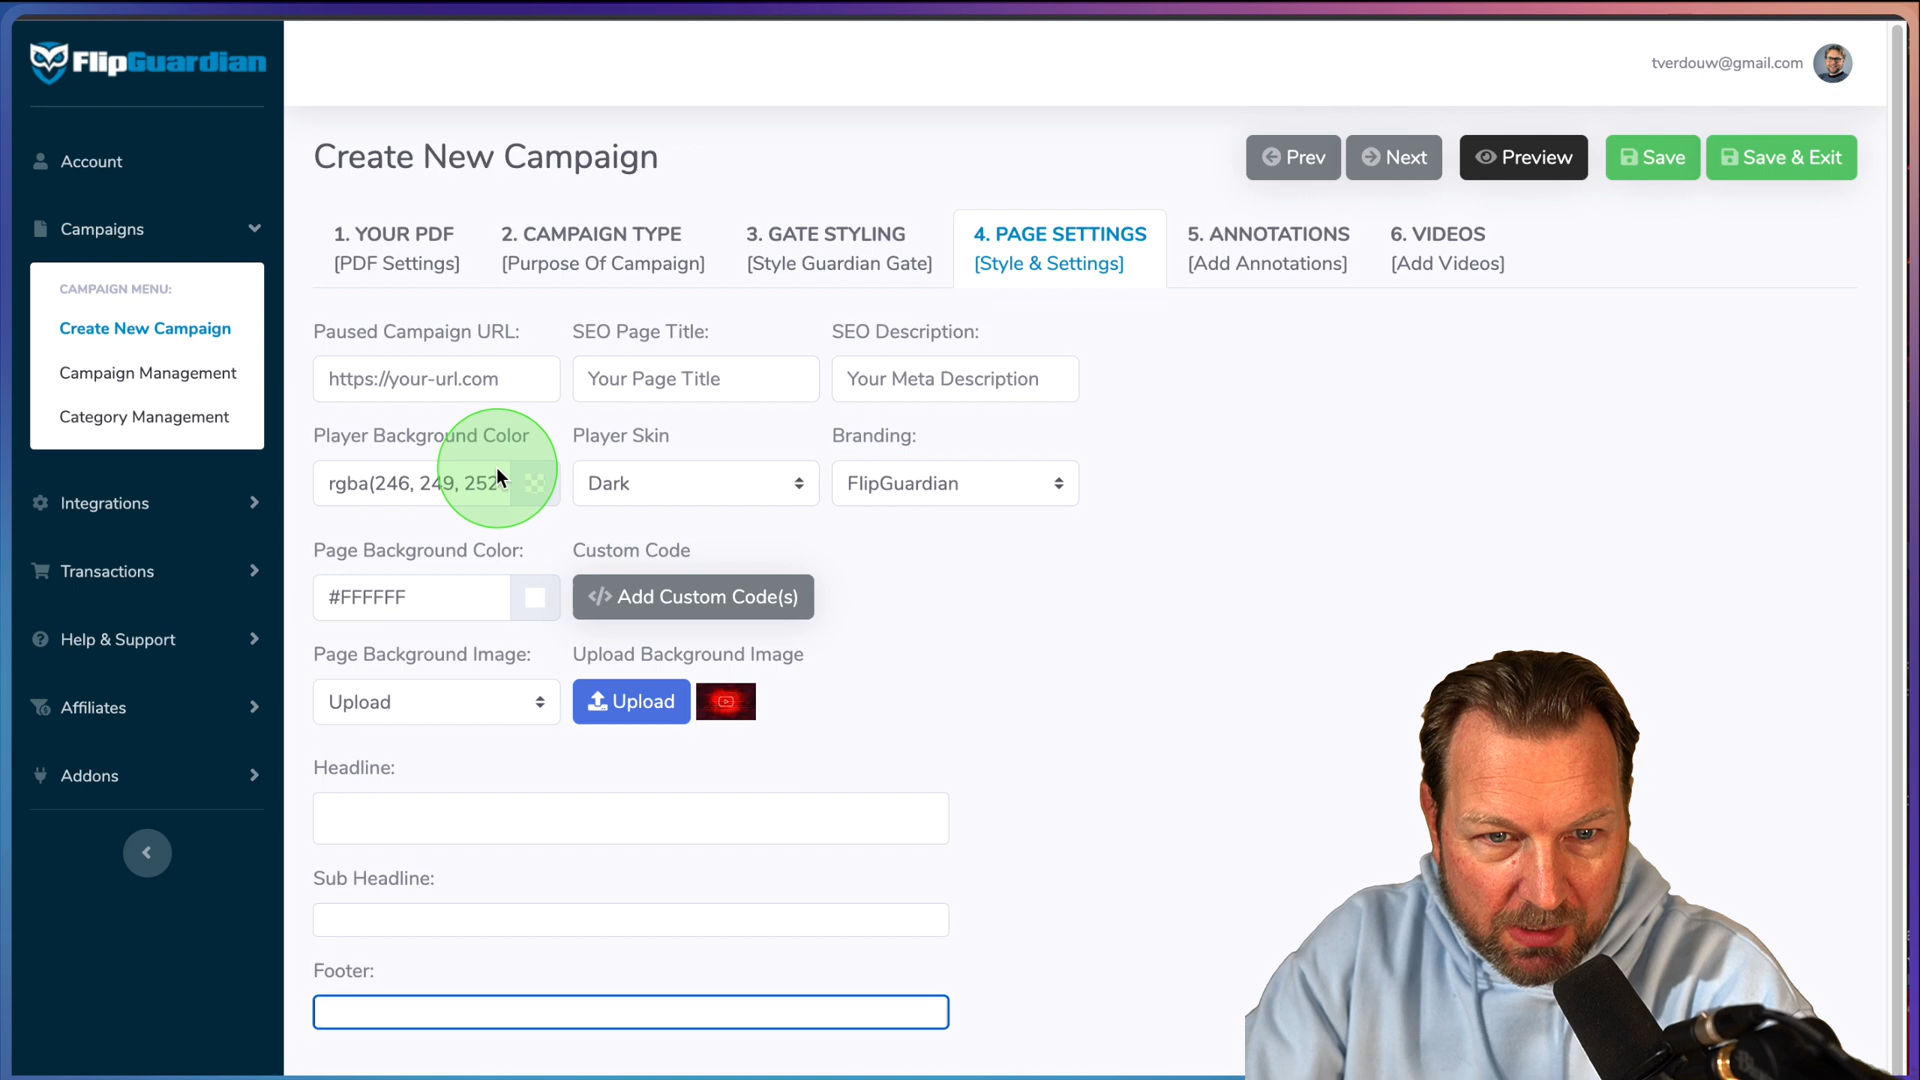 FlipGuardian
tverdouw@gmail.com
Account
Campaigns
CAMPAIGN MENU:
Create New Campaign
Campaign Management
Category Management
Integrations
Transactions
Help & Support
Affiliates
Addons
Create New Campaign
Prev
Next
Preview
Save
Save & Exit
1. YOUR PDF
[PDF Settings]
2. CAMPAIGN TYPE
[Purpose Of Campaign]
3. GATE STYLING
[Style Guardian Gate]
4. PAGE SETTINGS
[Style & Settings]
5. ANNOTATIONS
[Add Annotations]
6. VIDEOS
[Add Videos]
Paused Campaign URL:
SEO Page Title:
SEO Description:
https://your-url.com
Your Page Title
Your Meta Description
Player Background Color
Player Skin
Branding:
rgba(246, 249, 252
Dark
FlipGuardian
Page Background Color:
Custom Code
#FFFFFF
</> Add Custom Code(s)
Page Background Image:
Upload Background Image
Upload
Upload
Headline:
Sub Headline:
Footer: